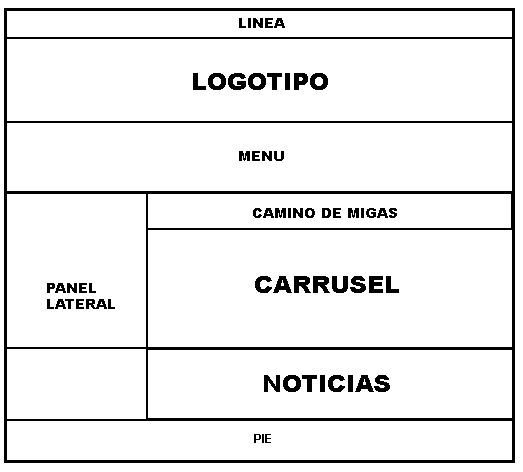 LINEA
LOGOTIPO
MENU
CAMINO DE MIGAS
PANEL
LATERAL
CARRUSEL
NOTICIAS
PIE